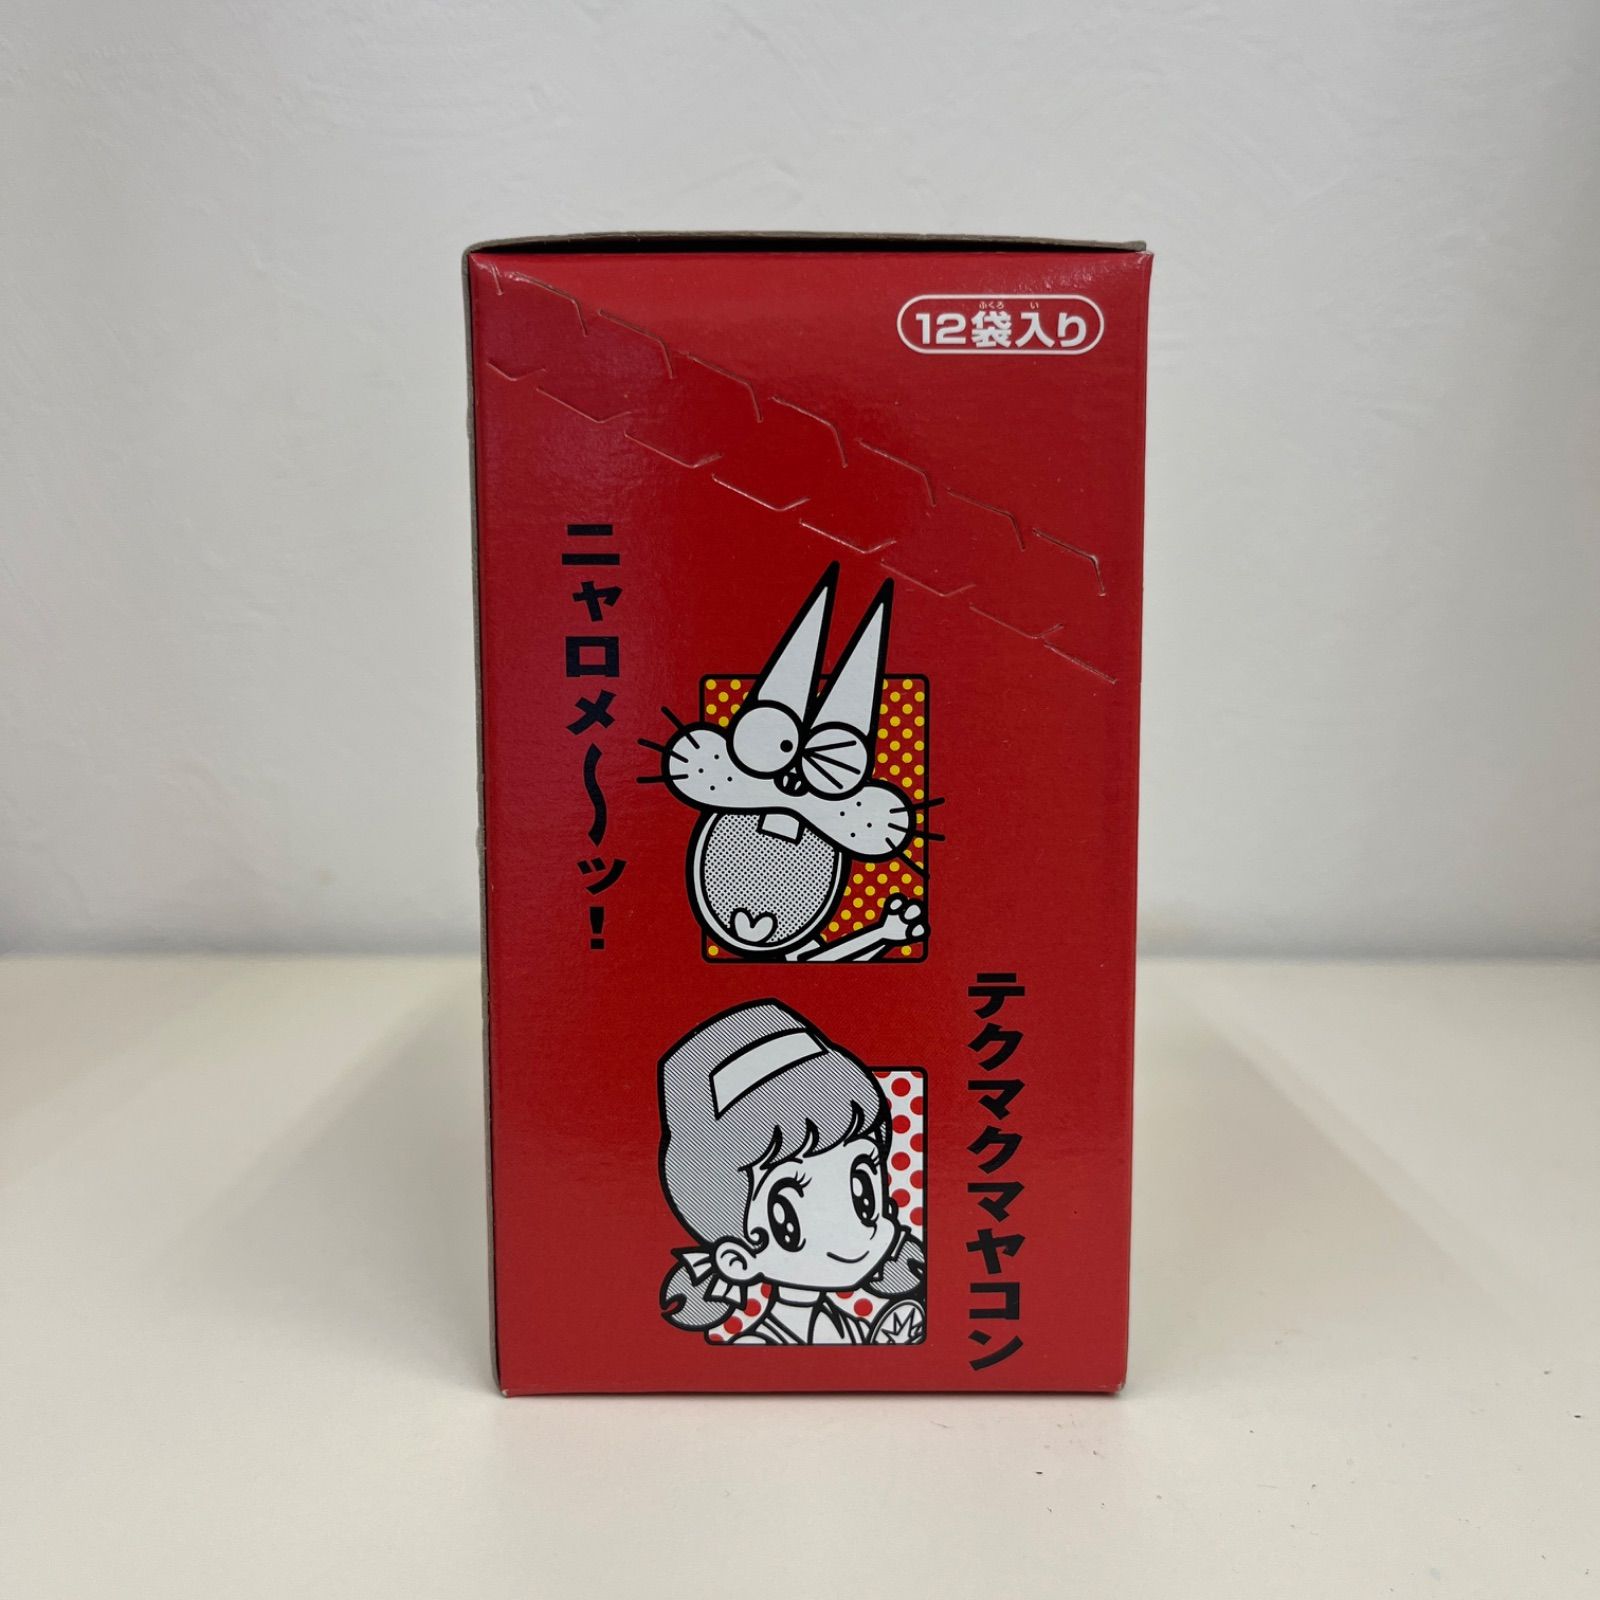 12袋入り
ふくろ い
ニャロメ〜ッ!
テクマクマヤコン